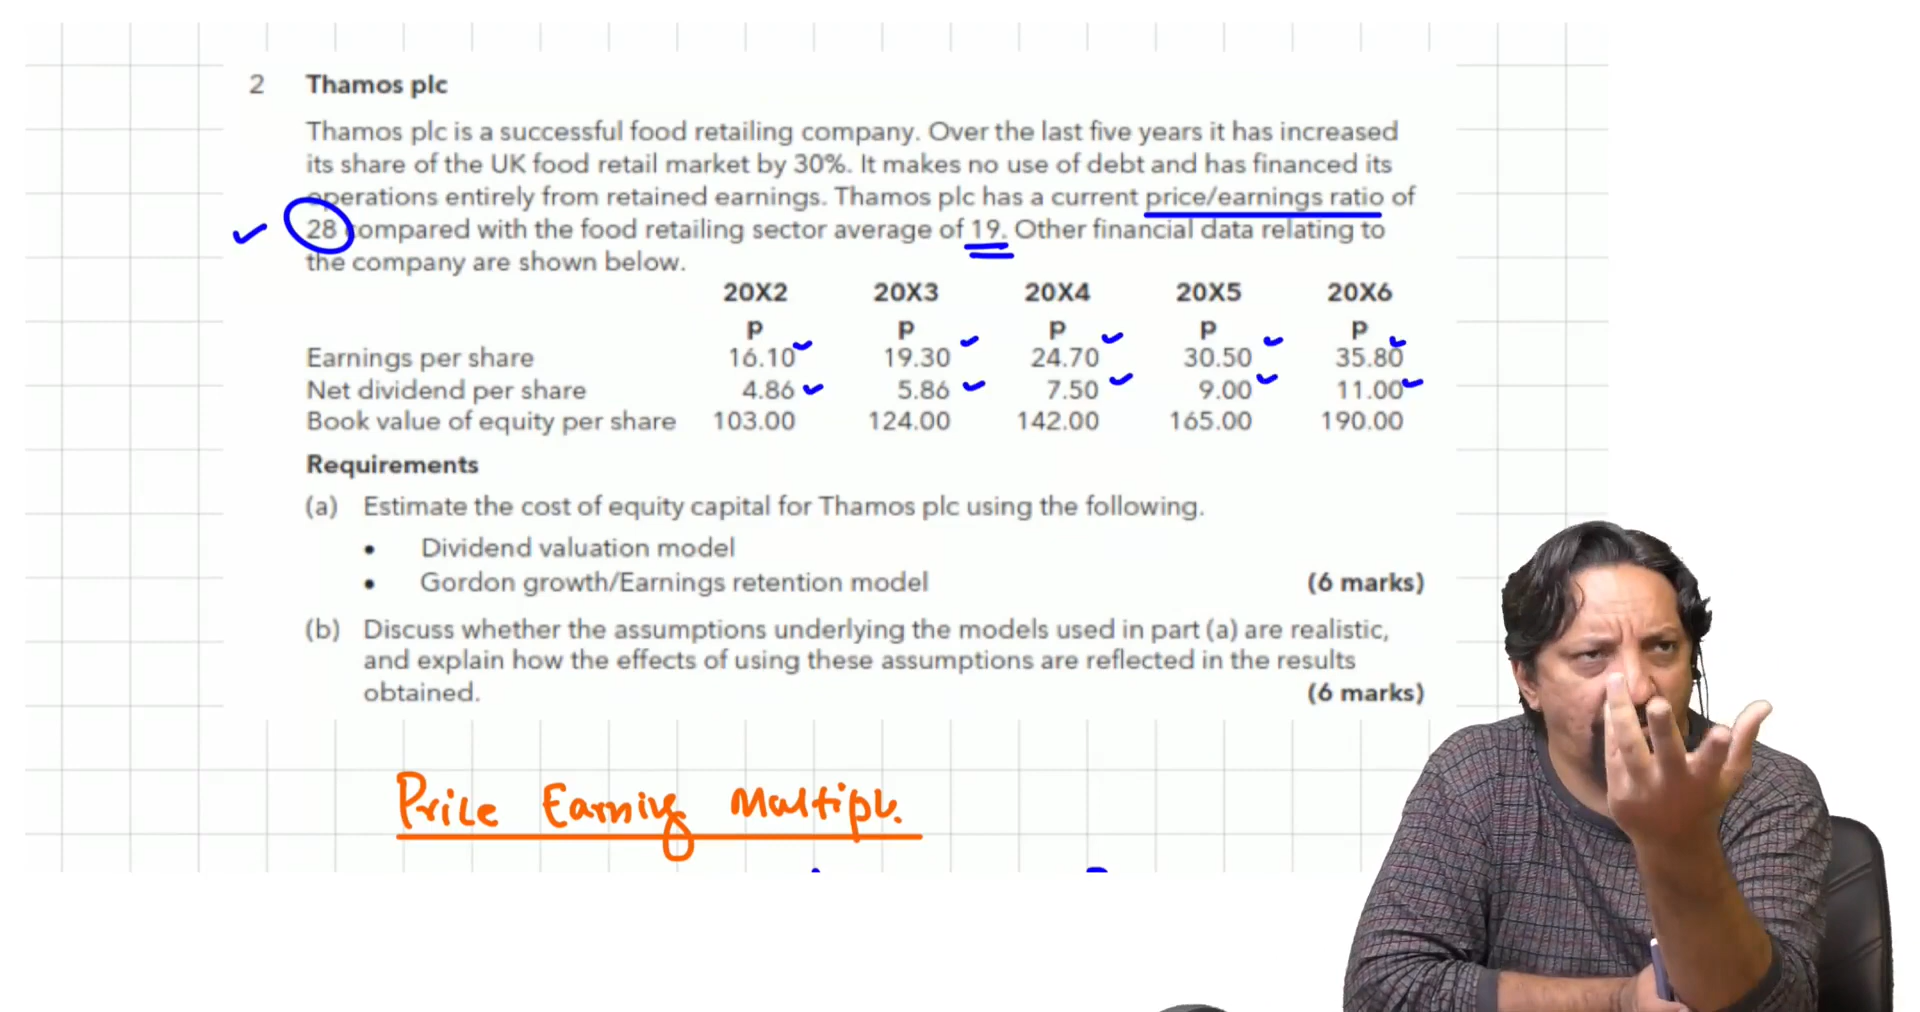 2 Thamos plc
Thamos plc is a successful food retailing company. Over the last five years it has increased
its share of the UK food retail market by 30%. It makes no use of debt and has financed its
operations entirely from retained earnings. Thamos plc has a current price/earnings ratio of
28 compared with the food retailing sector average of 19. Other financial data relating to
the company are shown below.
20X2 20X3 20X4 20X5 20X6
p p p p p
Earnings per share 16.10 19.30 24.70 30.50 35.80
Net dividend per share 4.86 5.86 7.50 9.00 11.00
Book value of equity per share 103.00 124.00 142.00 165.00 190.00
Requirements
(a) Estimate the cost of equity capital for Thamos plc using the following.
• Dividend valuation model
• Gordon growth/Earnings retention model (6 marks)
(b) Discuss whether the assumptions underlying the models used in part (a) are realistic,
and explain how the effects of using these assumptions are reflected in the results
obtained. (6 marks)
Price Earning Multiple.